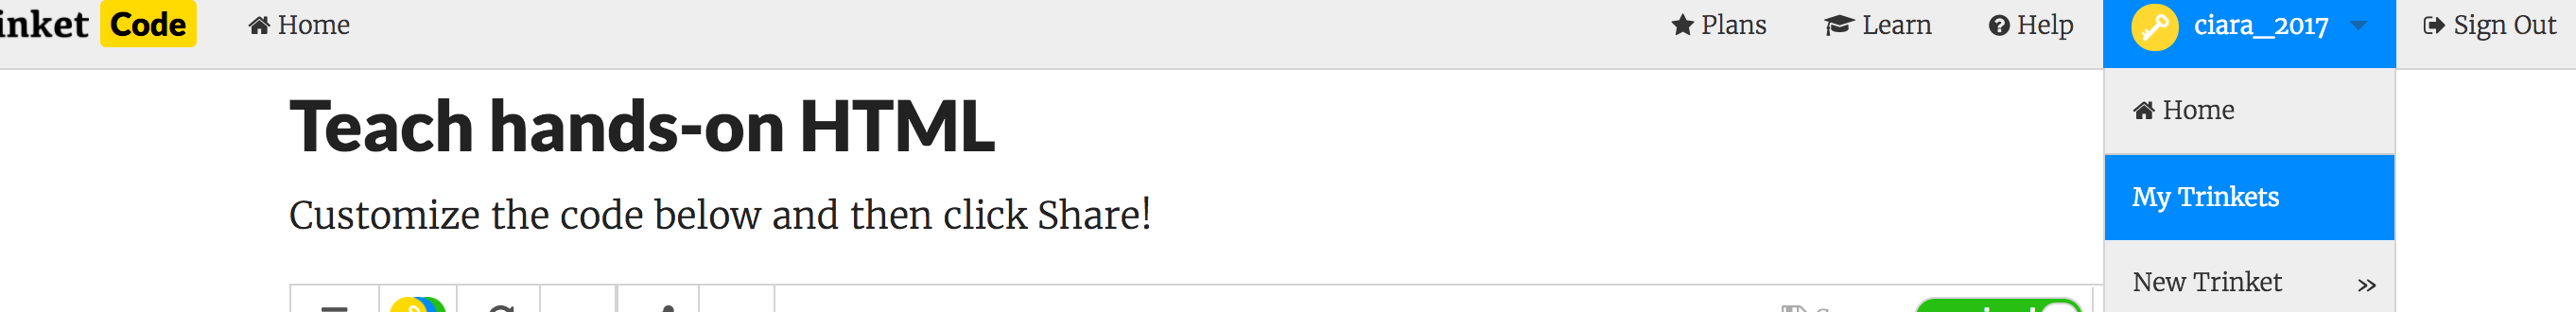 inket Code Home Plans Learn Help ciara_2017 Sign Out
Home
Teach hands-on HTML
My Trinkets
Customize the code below and then click Share!
New Trinket »